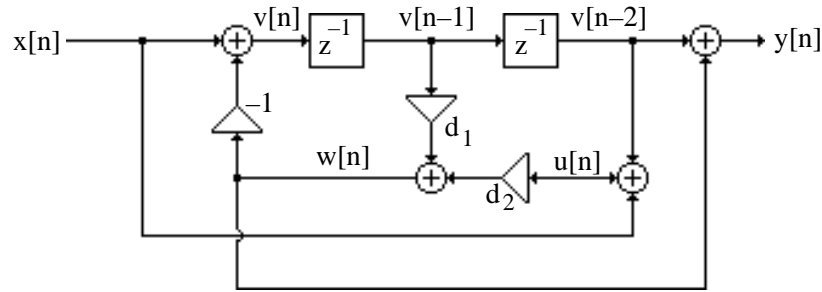 v[n] v[n–1] v[n–2]
x[n] z⁻¹ z⁻¹ y[n]
–1
d₁
w[n] u[n]
d₂